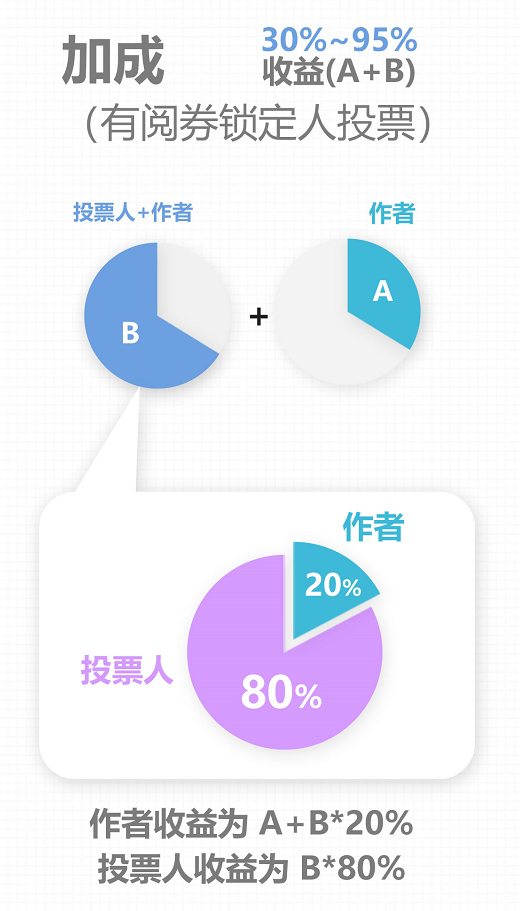 加成
30%~95%
收益(A+B)
（有阅券锁定人投票）
投票人+作者
作者
B
+
A
作者
20%
投票人
80%
作者收益为 A+B*20%
投票人收益为 B*80%